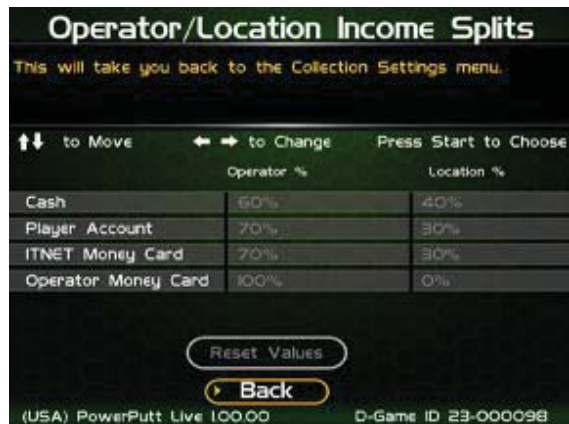 Operator/Location Income Splits
This will take you back to the Collection Settings menu.
to Move to Change Press Start to Choose
Operator % Location %
Cash 60% 40%
Player Account 70% 30%
ITNET Money Card 70% 30%
Operator Money Card 100% 0%
Reset Values
Back
(USA) PowerPutt Live 1.00.00 D-Game ID 23-000098